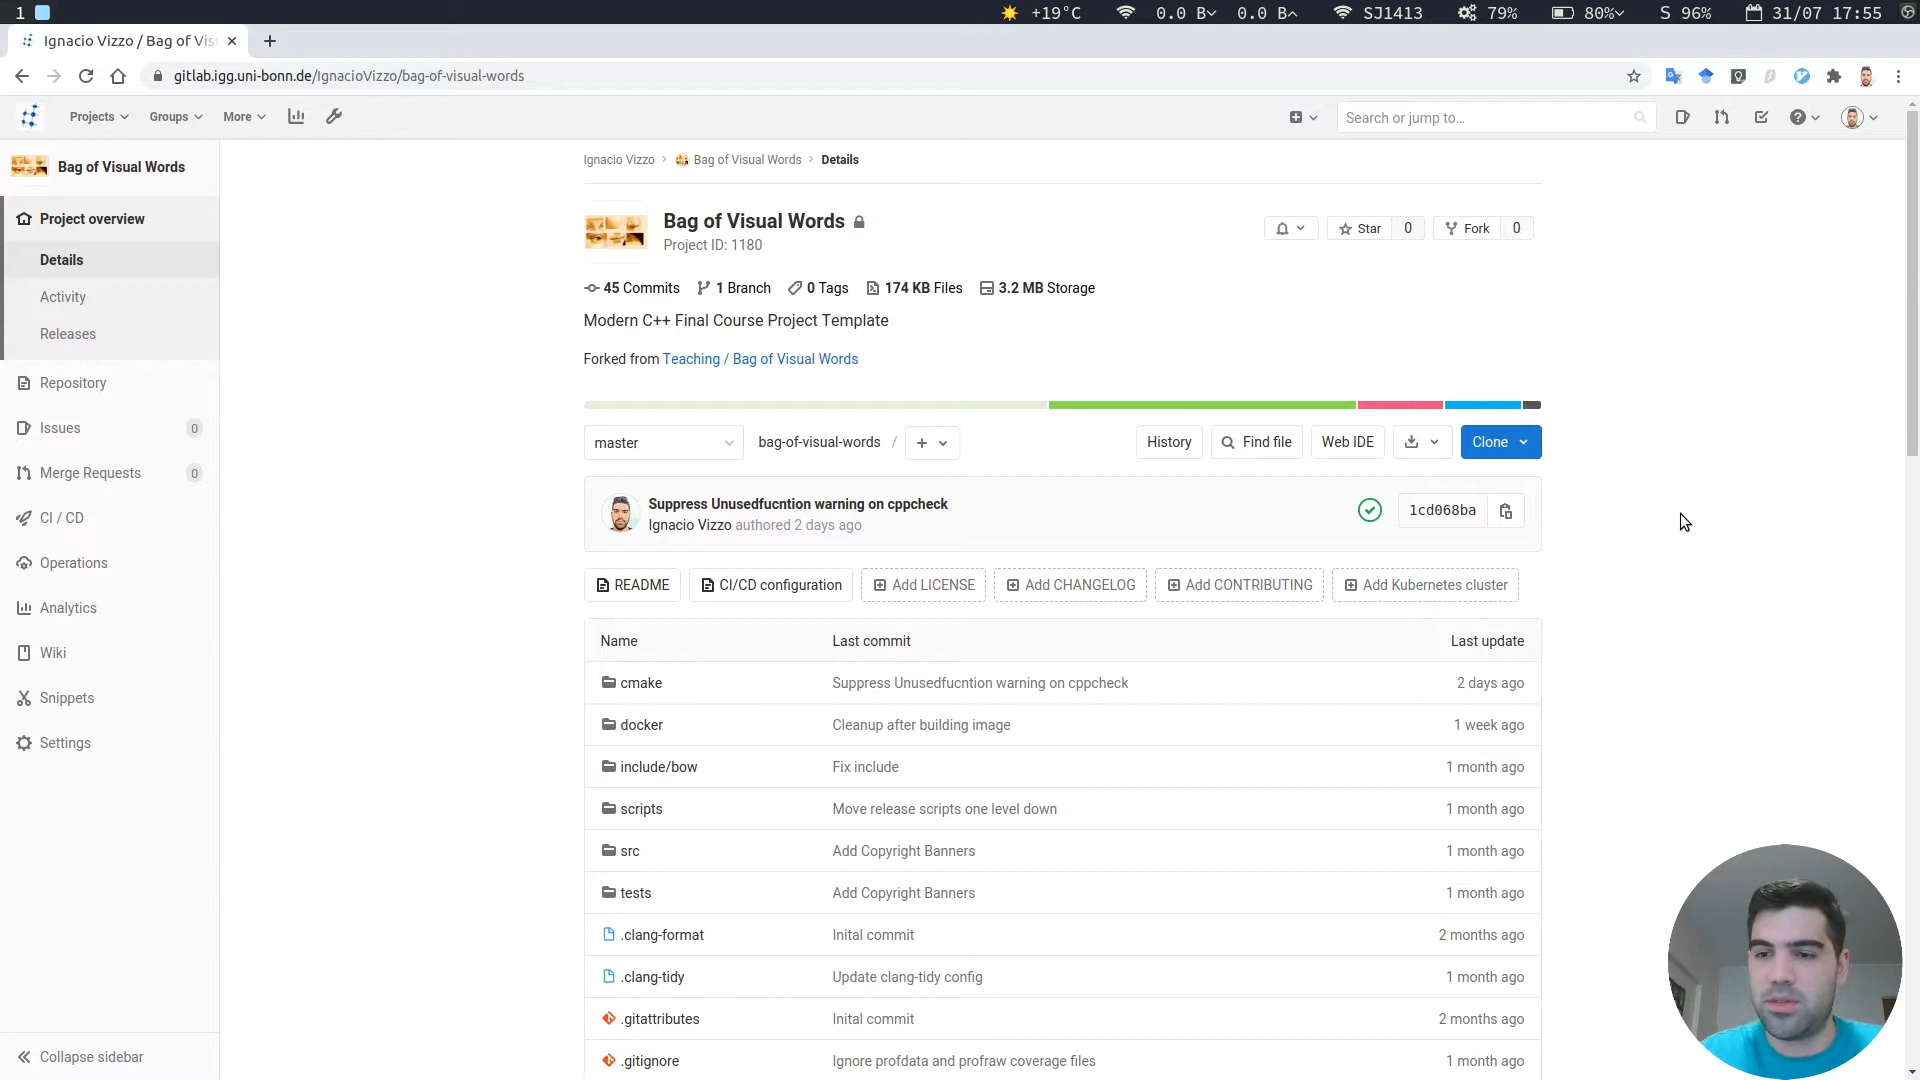 1 +19°C 0.0 B 0.0 B SJ1413 79% 80% S 96% 31/07 17:55
Ignacio Vizzo / Bag of Vis
gitlab.igg.uni-bonn.de/IgnacioVizzo/bag-of-visual-words
Projects Groups More Search or jump to...
Bag of Visual Words
Project overview
Details
Activity
Releases
Repository
Issues 0
Merge Requests 0
CI / CD
Operations
Analytics
Wiki
Snippets
Settings
Collapse sidebar
Ignacio Vizzo > Bag of Visual Words > Details
Bag of Visual Words
Project ID: 1180
Star 0 Fork 0
45 Commits 1 Branch 0 Tags 174 KB Files 3.2 MB Storage
Modern C++ Final Course Project Template
Forked from Teaching / Bag of Visual Words
master bag-of-visual-words / + History Find file Web IDE Clone
Suppress Unusedfucntion warning on cppcheck
Ignacio Vizzo authored 2 days ago
1cd068ba
README CI/CD configuration Add LICENSE Add CHANGELOG Add CONTRIBUTING Add Kubernetes cluster
Name Last commit Last update
cmake Suppress Unusedfucntion warning on cppcheck 2 days ago
docker Cleanup after building image 1 week ago
include/bow Fix include 1 month ago
scripts Move release scripts one level down 1 month ago
src Add Copyright Banners 1 month ago
tests Add Copyright Banners 1 month ago
.clang-format Inital commit 2 months ago
.clang-tidy Update clang-tidy config 1 month ago
.gitattributes Inital commit 2 months ago
.gitignore Ignore profdata and profraw coverage files 1 month ago